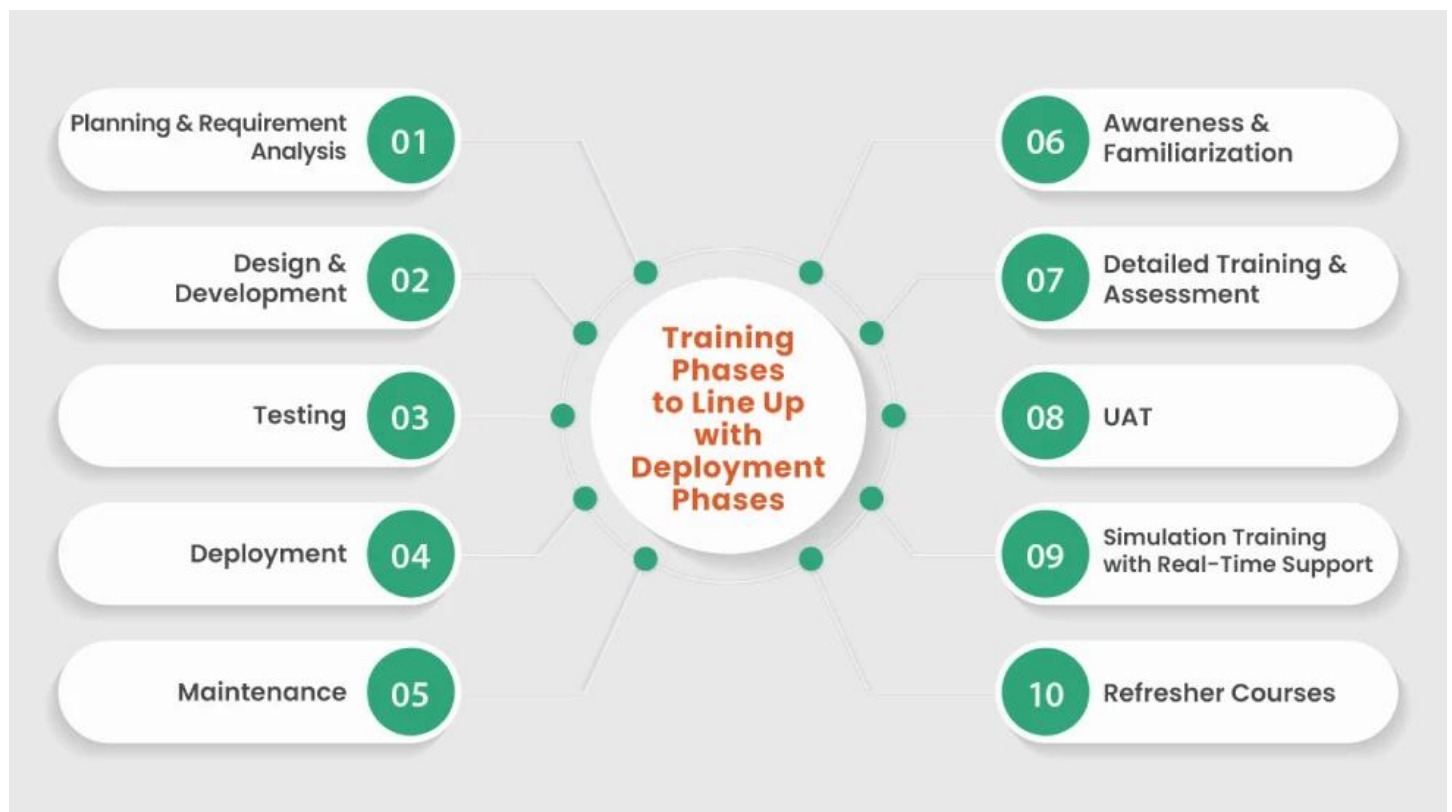 Planning & Requirement
Analysis
01
Design &
Development
02
Testing
03
Deployment
04
Maintenance
05
Training
Phases
to Line Up
with
Deployment
Phases
06
Awareness &
Familiarization
07
Detailed Training &
Assessment
08
UAT
09
Simulation Training
with Real-Time Support
10
Refresher Courses